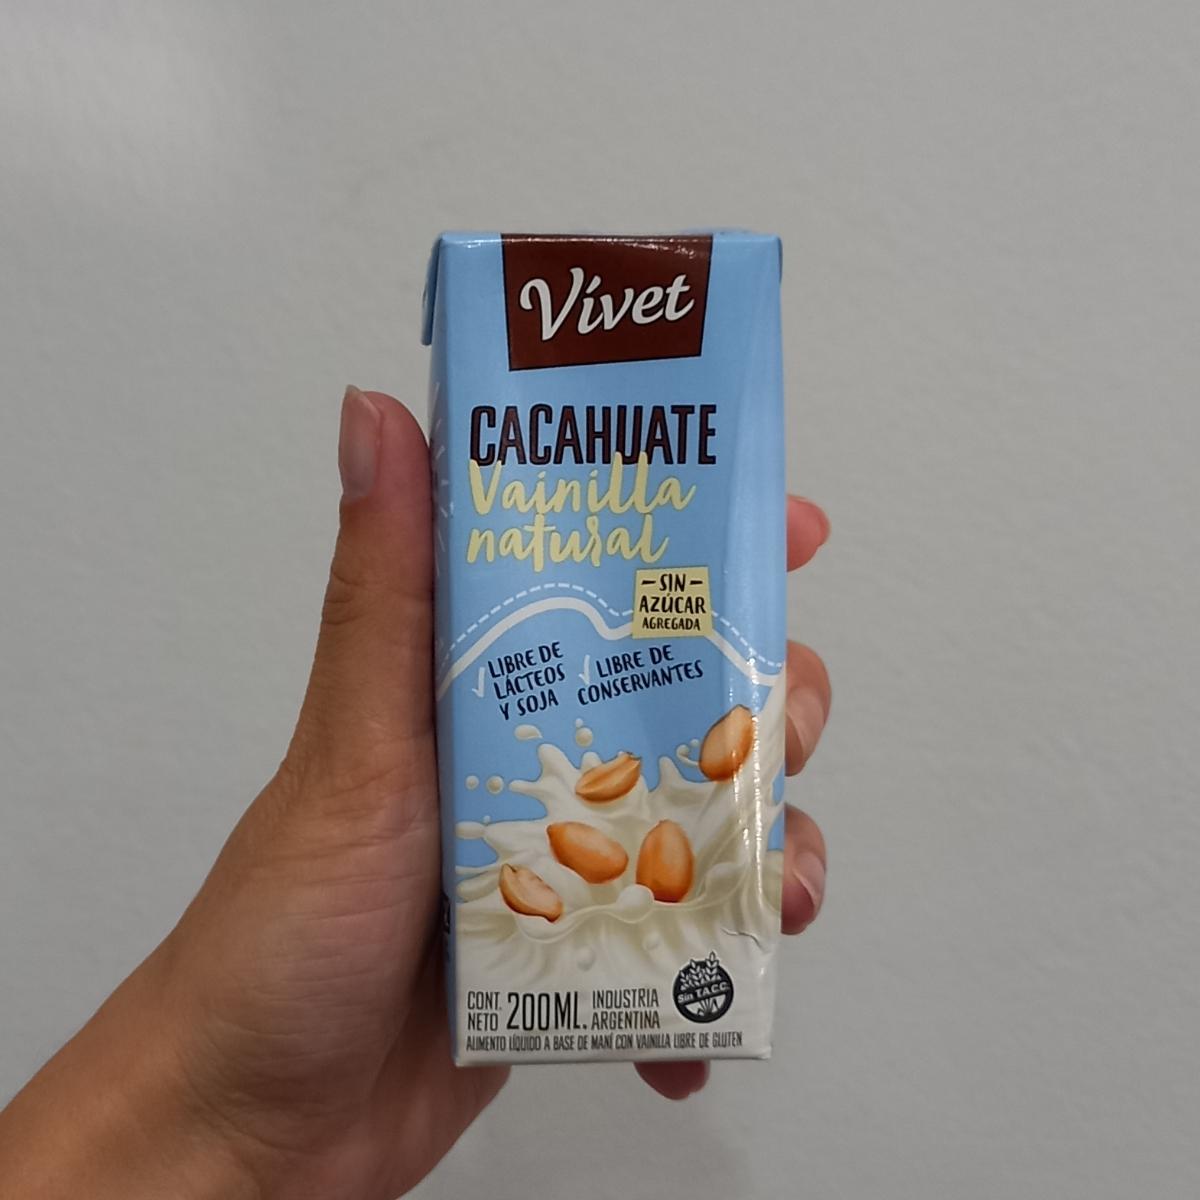 Vívet
CACAHUATE
Vainilla
natural
SIN
AZÚCAR
AGREGADA
LIBRE DE
LÁCTEOS
Y SOJA
LIBRE DE
CONSERVANTES
CONT.
NETO
200ML.
INDUSTRIA
ARGENTINA
Sin T.A.C.C.
ALIMENTO LÍQUIDO A BASE DE MANÍ CON VAINILLA LIBRE DE GLUTEN